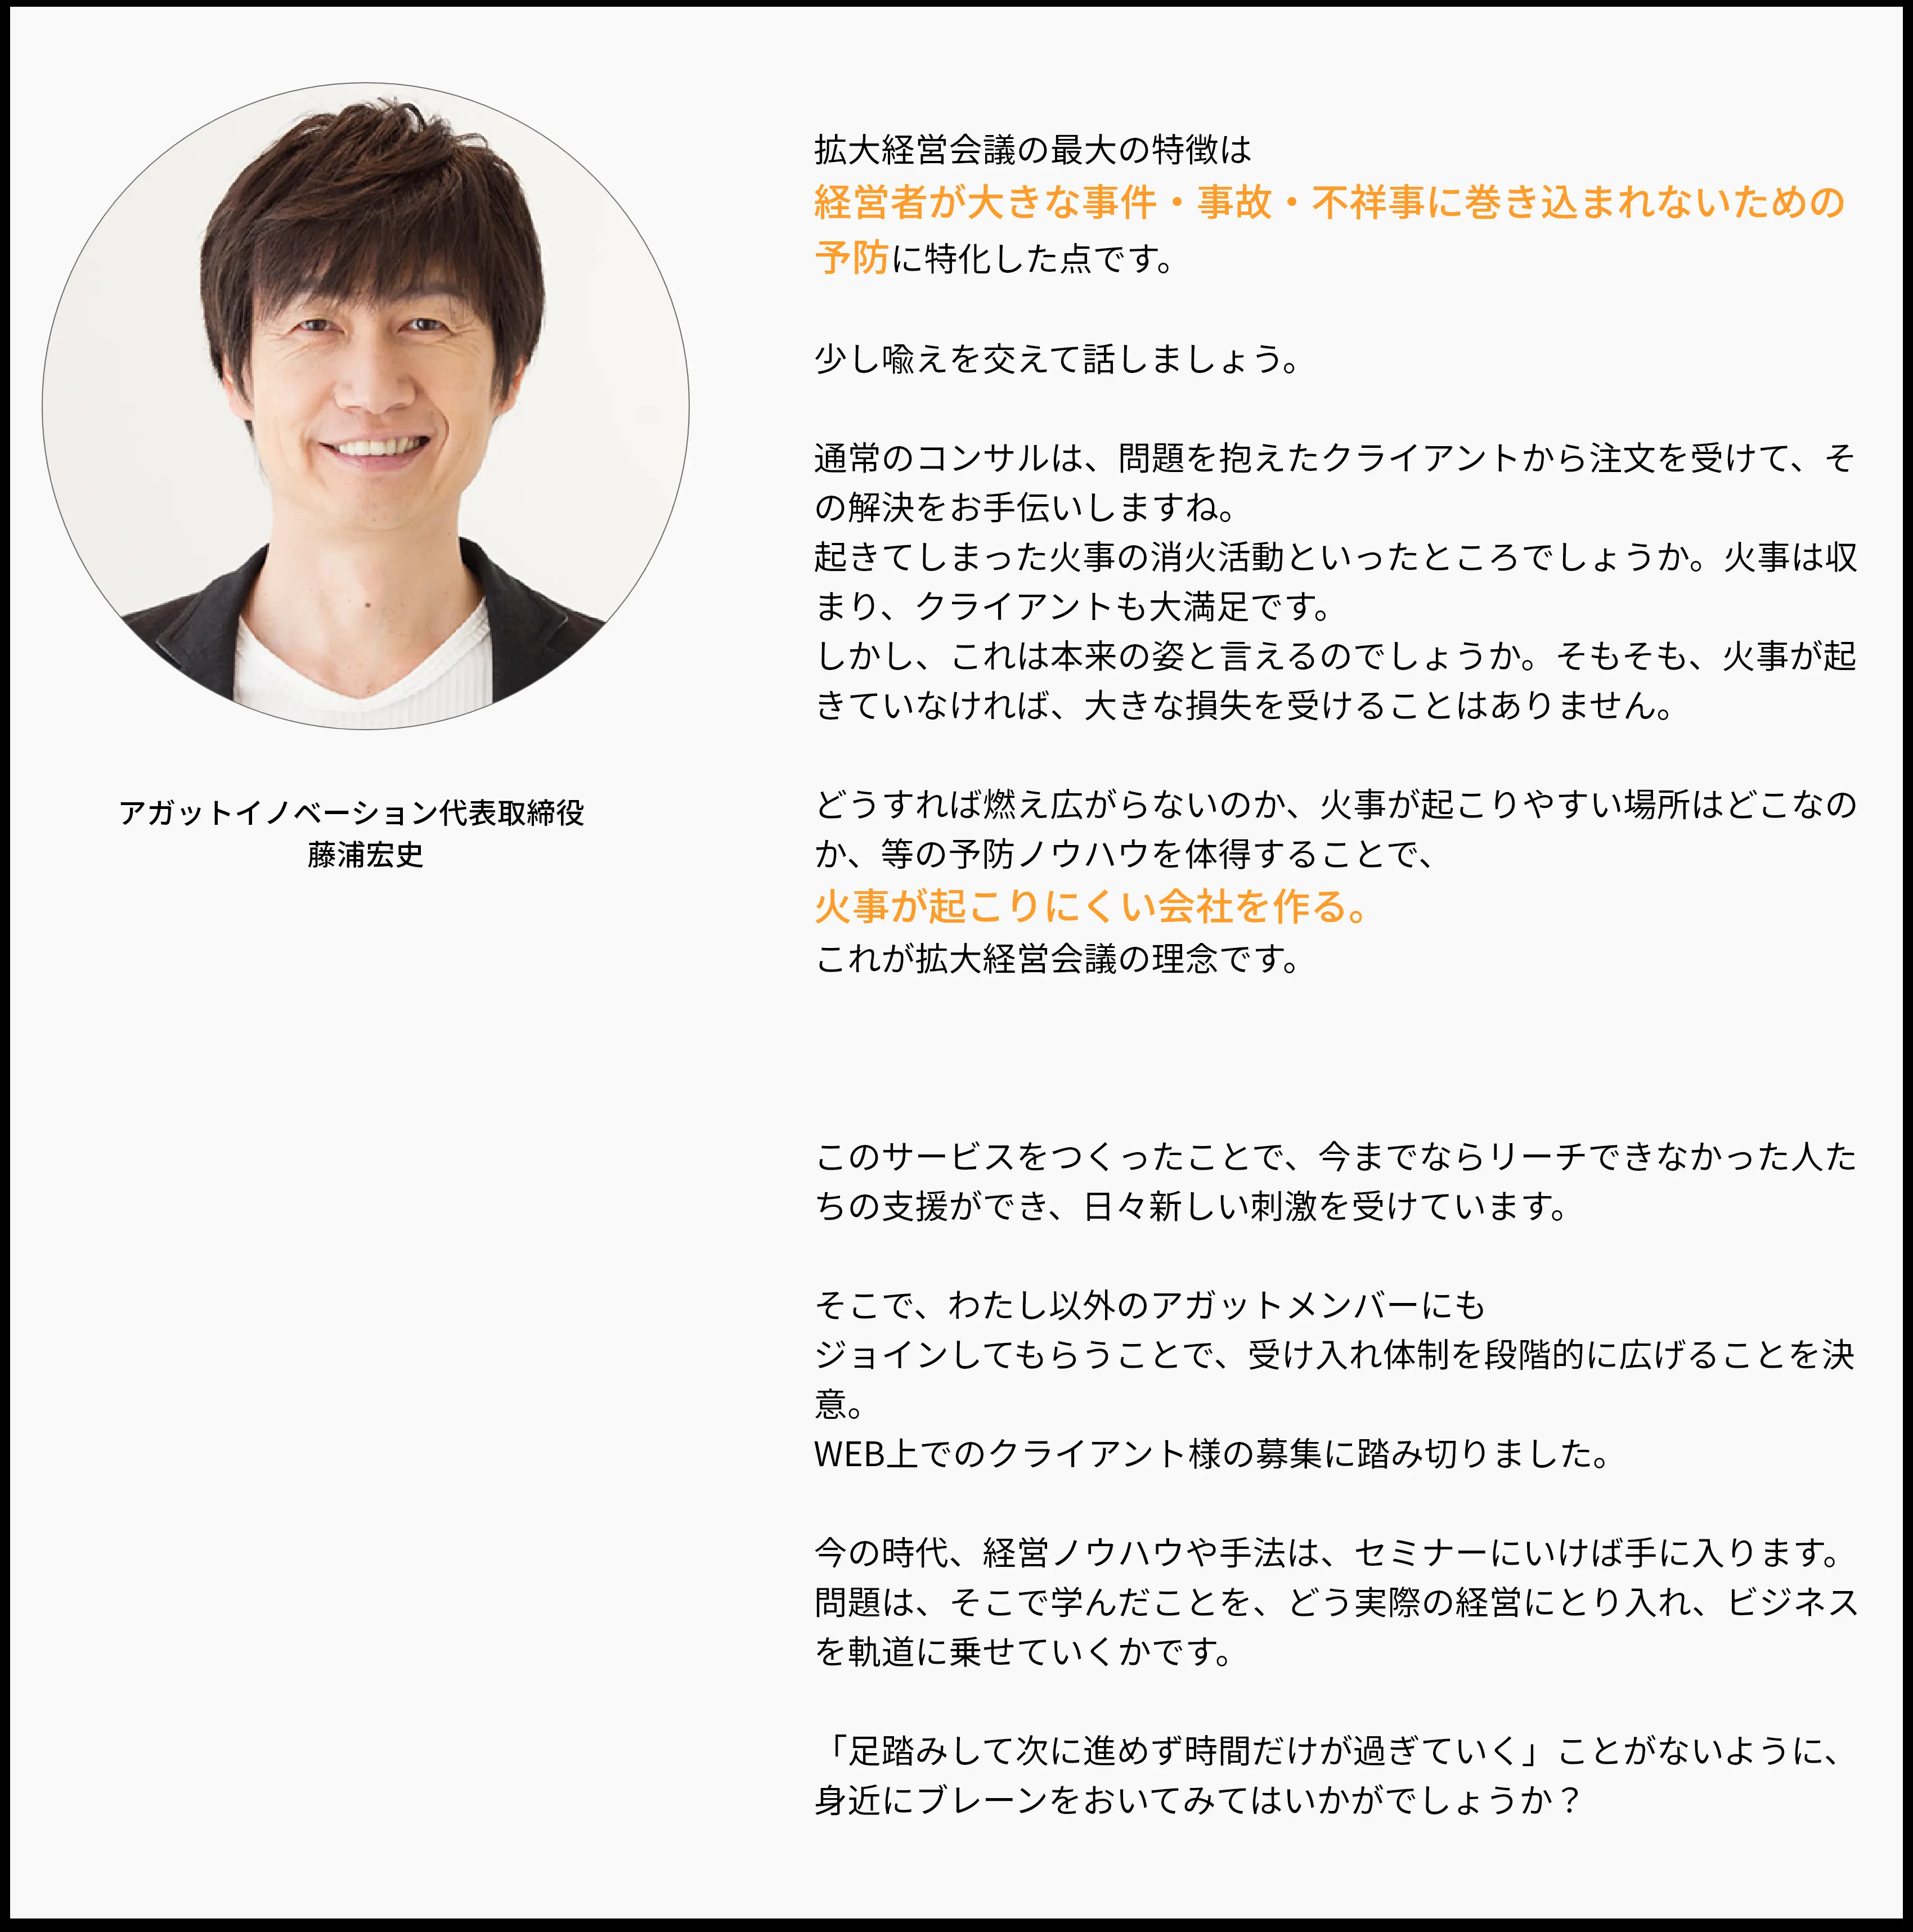 アガットイノベーション代表取締役
藤浦宏史
拡大経営会議の最大の特徴は
経営者が大きな事件・事故・不祥事に巻き込まれないための
予防に特化した点です。
少し喩えを交えて話しましょう。
通常のコンサルは、問題を抱えたクライアントから注文を受けて、そ
の解決をお手伝いしますね。
起きてしまった火事の消火活動といったところでしょうか。火事は収
まり、クライアントも大満足です。
しかし、これは本来の姿と言えるのでしょうか。そもそも、火事が起
きていなければ、大きな損失を受けることはありません。
どうすれば燃え広がらないのか、火事が起こりやすい場所はどこなの
か、等の予防ノウハウを体得することで、
火事が起こりにくい会社を作る。
これが拡大経営会議の理念です。
このサービスをつくったことで、今までならリーチできなかった人た
ちの支援ができ、日々新しい刺激を受けています。
そこで、わたし以外のアガットメンバーにも
ジョインしてもらうことで、受け入れ体制を段階的に広げることを決
意。
WEB上でのクライアント様の募集に踏み切りました。
今の時代、経営ノウハウや手法は、セミナーにいけば手に入ります。
問題は、そこで学んだことを、どう実際の経営にとり入れ、ビジネス
を軌道に乗せていくかです。
「足踏みして次に進めず時間だけが過ぎていく」ことがないように、
身近にブレーンをおいてみてはいかがでしょうか？